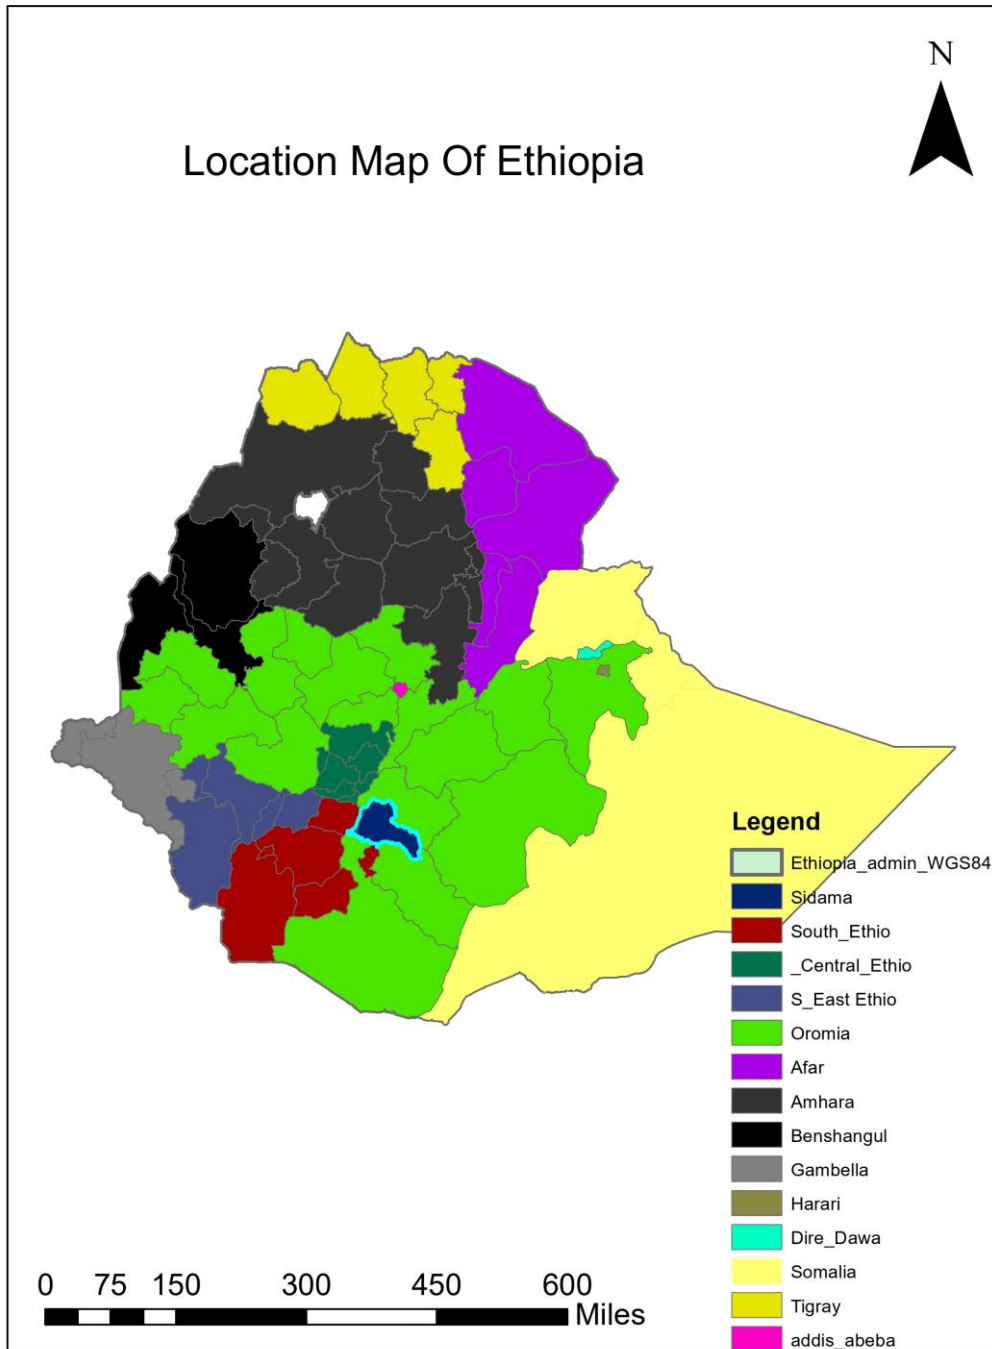 N
Location Map Of Ethiopia
Legend
Ethiopia_admin_WGS84
Sidama
South_Ethio
_Central_Ethio
S_East Ethio
Oromia
Afar
Amhara
Benshangul
Gambella
Harari
Dire_Dawa
Somalia
Tigray
addis_abeba
0 75 150 300 450 600
Miles